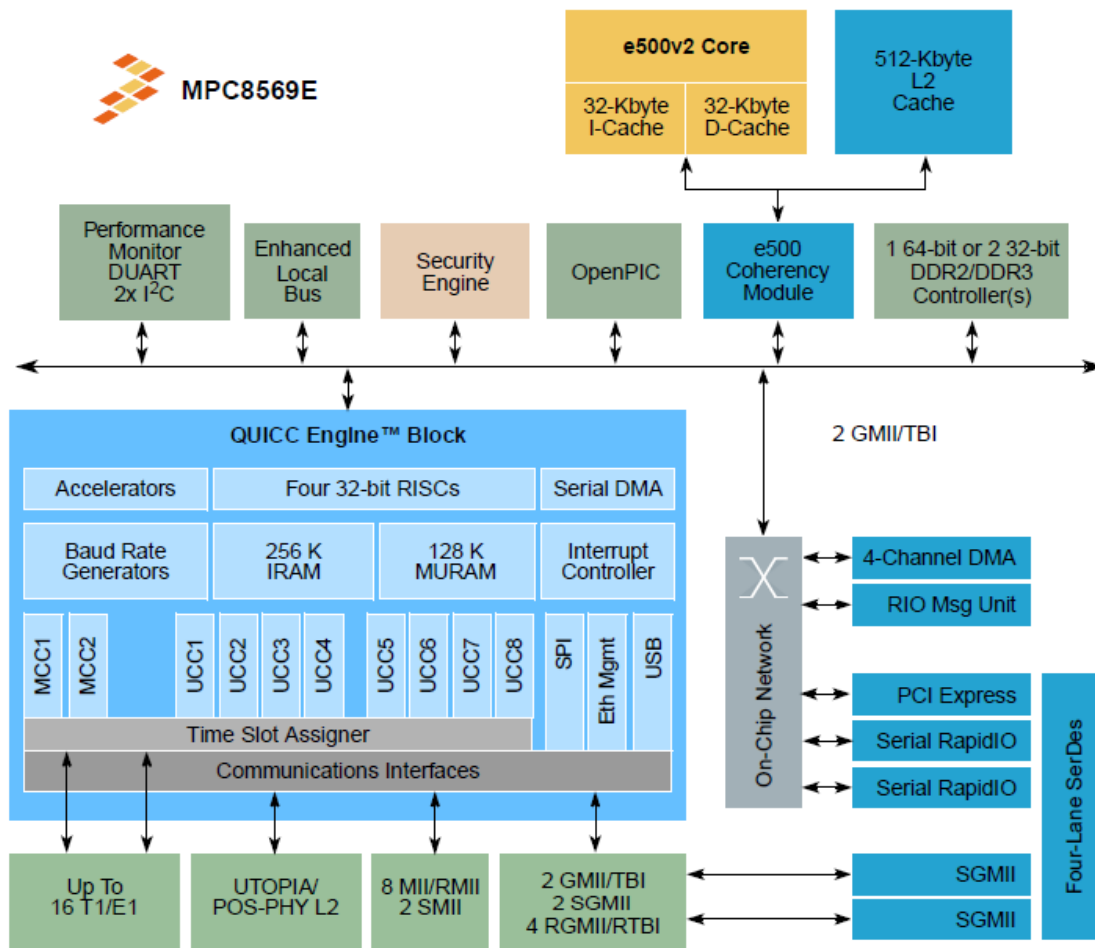 MPC8569E
e500v2 Core
32-Kbyte
I-Cache
32-Kbyte
D-Cache
512-Kbyte
L2
Cache
Performance
Monitor
DUART
2x I²C
Enhanced
Local
Bus
Security
Engine
OpenPIC
e500
Coherency
Module
1 64-bit or 2 32-bit
DDR2/DDR3
Controller(s)
QUICC Engine™ Block
2 GMII/TBI
Accelerators
Four 32-bit RISCs
Serial DMA
Baud Rate
Generators
256 K
IRAM
128 K
MURAM
Interrupt
Controller
MCC1
MCC2
UCC1
UCC2
UCC3
UCC4
UCC5
UCC6
UCC7
UCC8
SPI
Eth Mgmt
USB
Time Slot Assigner
Communications Interfaces
On-Chip Network
4-Channel DMA
RIO Msg Unit
PCI Express
Serial RapidIO
Serial RapidIO
Four-Lane SerDes
Up To
16 T1/E1
UTOPIA/
POS-PHY L2
8 MII/RMII
2 SMII
2 GMII/TBI
2 SGMII
4 RGMII/RTBI
SGMII
SGMII